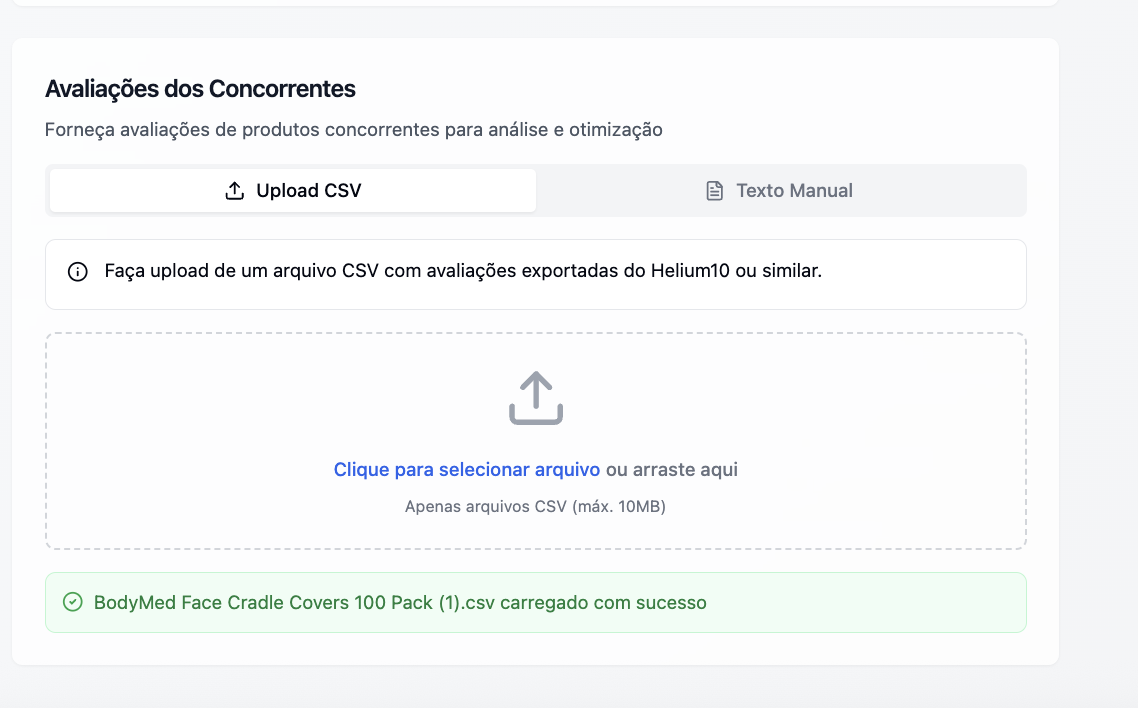 Avaliações dos Concorrentes
Forneça avaliações de produtos concorrentes para análise e otimização
Upload CSV
Texto Manual
Faça upload de um arquivo CSV com avaliações exportadas do Helium10 ou similar.
Clique para selecionar arquivo ou arraste aqui
Apenas arquivos CSV (máx. 10MB)
BodyMed Face Cradle Covers 100 Pack (1).csv carregado com sucesso